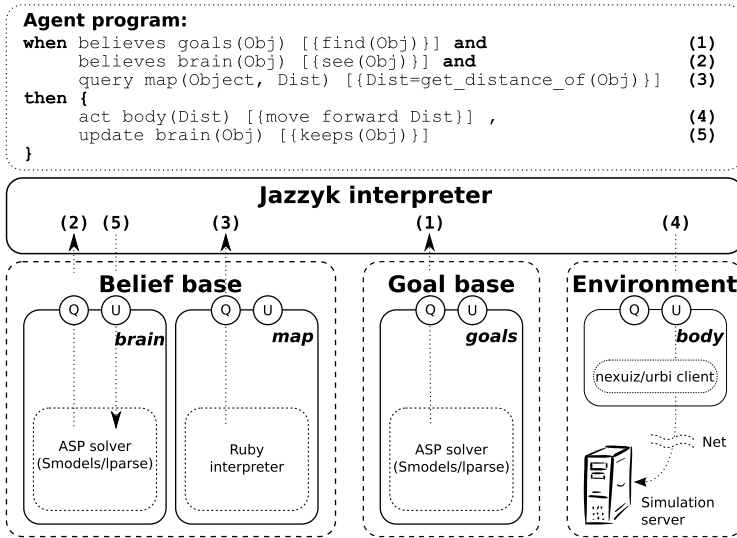 Agent program:
when believes goals(Obj) [{find(Obj)}] and (1)
believes brain(Obj) [{see(Obj)}] and (2)
query map(Object, Dist) [{Dist=get_distance_of(Obj)}] (3)
then {
act body(Dist) [{move forward Dist}] , (4)
update brain(Obj) [{keeps(Obj)}] (5)
}
Jazzyk interpreter
(2) (5) (3) (1) (4)
Belief base
Goal base
Environment
Q U Q U Q U Q U
brain
map
goals
body
nexuiz/urbi client
ASP solver
(Smodels/lparse)
Ruby
interpreter
ASP solver
(Smodels/lparse)
Net
Simulation
server